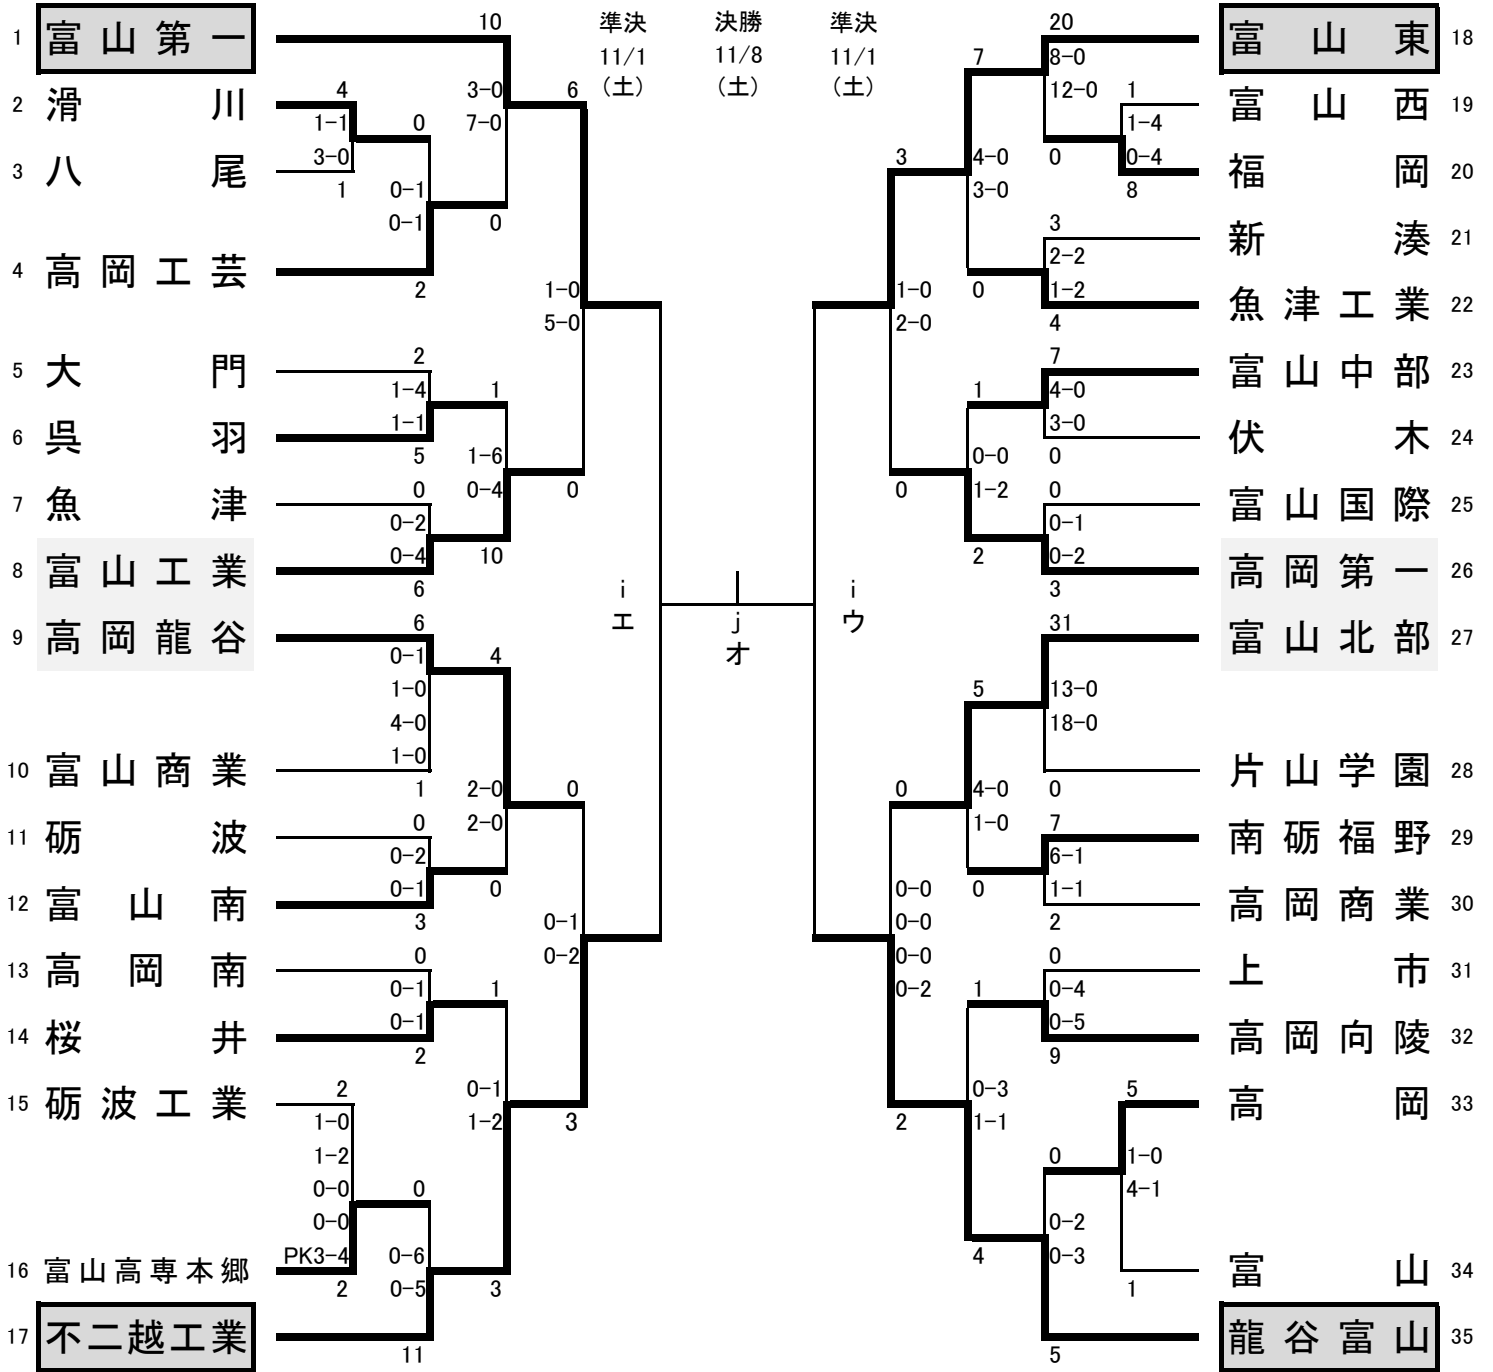 準決 決勝 準決
11/1 11/8 11/1
(土) (土) (土)
1 富山第一 10
2 滑川 4
1-1
3-0
3 八尾 1
0
0-1
0-1
4 高岡工芸 2
3-0
7-0
0
6
5 大門 2
1-4
1-1
6 呉羽 5
1
1-6
0-4
7 魚津 0
0-2
0-4
8 富山工業 6
10
1-0
5-0
0
9 高岡龍谷 6
0-1
1-0
4-0
1-0
10 富山商業 1
4
2-0
2-0
11 砺波 0
0-2
0-1
12 富山南 3
0
0
13 高岡南 0
0-1
0-1
14 桜井 2
1
0-1
1-2
15 砺波工業 2
1-0
1-2
0-0
0-0
PK3-4
16 富山高専本郷 2
0
0-6
0-5
17 不二越工業 11
3
0-1
0-2
3
i
エ
j
オ
i
ウ
20 富山東 18
8-0
12-0
1 富山西 19
1-4
0-4
8 福岡 20
0
7
4-0
3-0
3 新湊 21
2-2
1-2
4 魚津工業 22
0
3
1-0
2-0
7 富山中部 23
4-0
3-0
0 伏木 24
1
0-0
1-2
0 富山国際 25
0-1
0-2
3 高岡第一 26
2
0
31 富山北部 27
13-0
18-0
0 片山学園 28
5
4-0
1-0
7 南砺福野 29
6-1
1-1
2 高岡商業 30
0
0
0-0
0-0
0-0
0-2
0 上市 31
0-4
0-5
9 高岡向陵 32
1
0-3
1-1
5 高岡 33
1-0
4-1
1 富山 34
0
0-2
0-3
5 龍谷富山 35
4
2